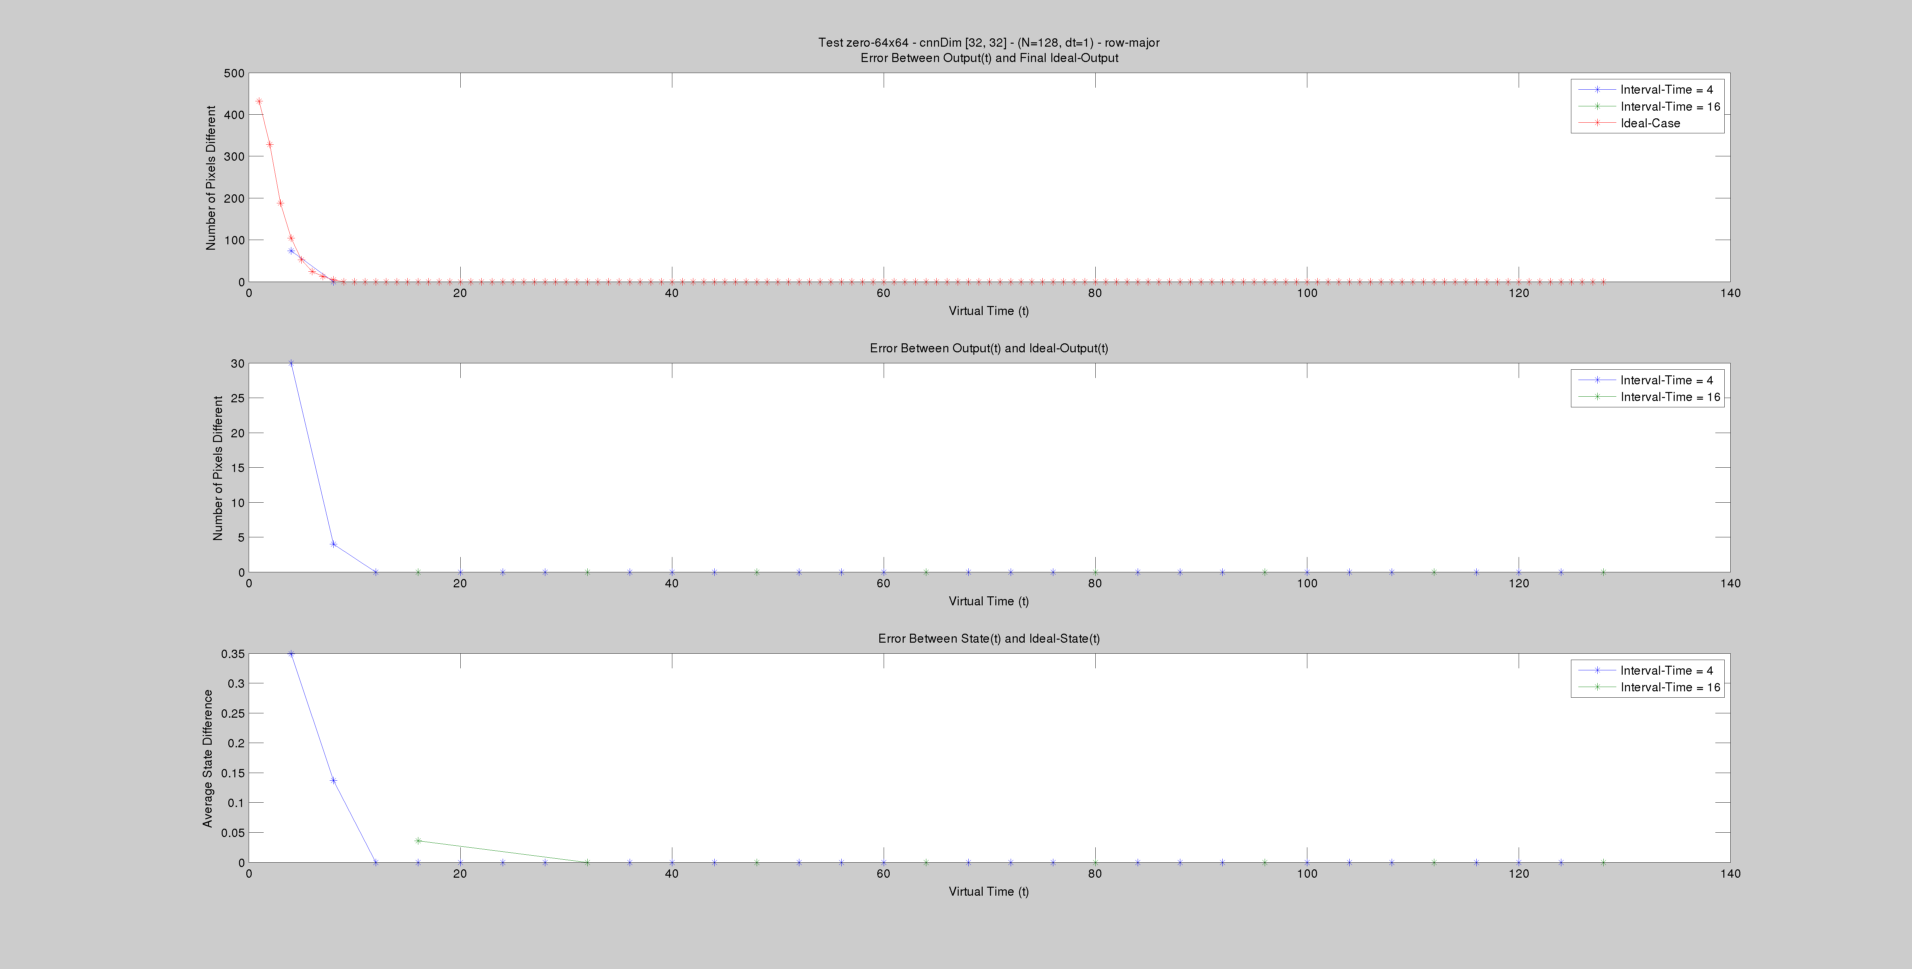 Test zero-64x64 - cnnDim [32, 32] - (N=128, dt=1) - row-major
Error Between Output(t) and Final Ideal-Output
Number of Pixels Different
500
400
300
200
100
0
0 20 40 60 80 100 120 140
Virtual Time (t)
Interval-Time = 4
Interval-Time = 16
Ideal-Case
Error Between Output(t) and Ideal-Output(t)
Number of Pixels Different
30
25
20
15
10
5
0
0 20 40 60 80 100 120 140
Virtual Time (t)
Interval-Time = 4
Interval-Time = 16
Error Between State(t) and Ideal-State(t)
Average State Difference
0.35
0.3
0.25
0.2
0.15
0.1
0.05
0
0 20 40 60 80 100 120 140
Virtual Time (t)
Interval-Time = 4
Interval-Time = 16